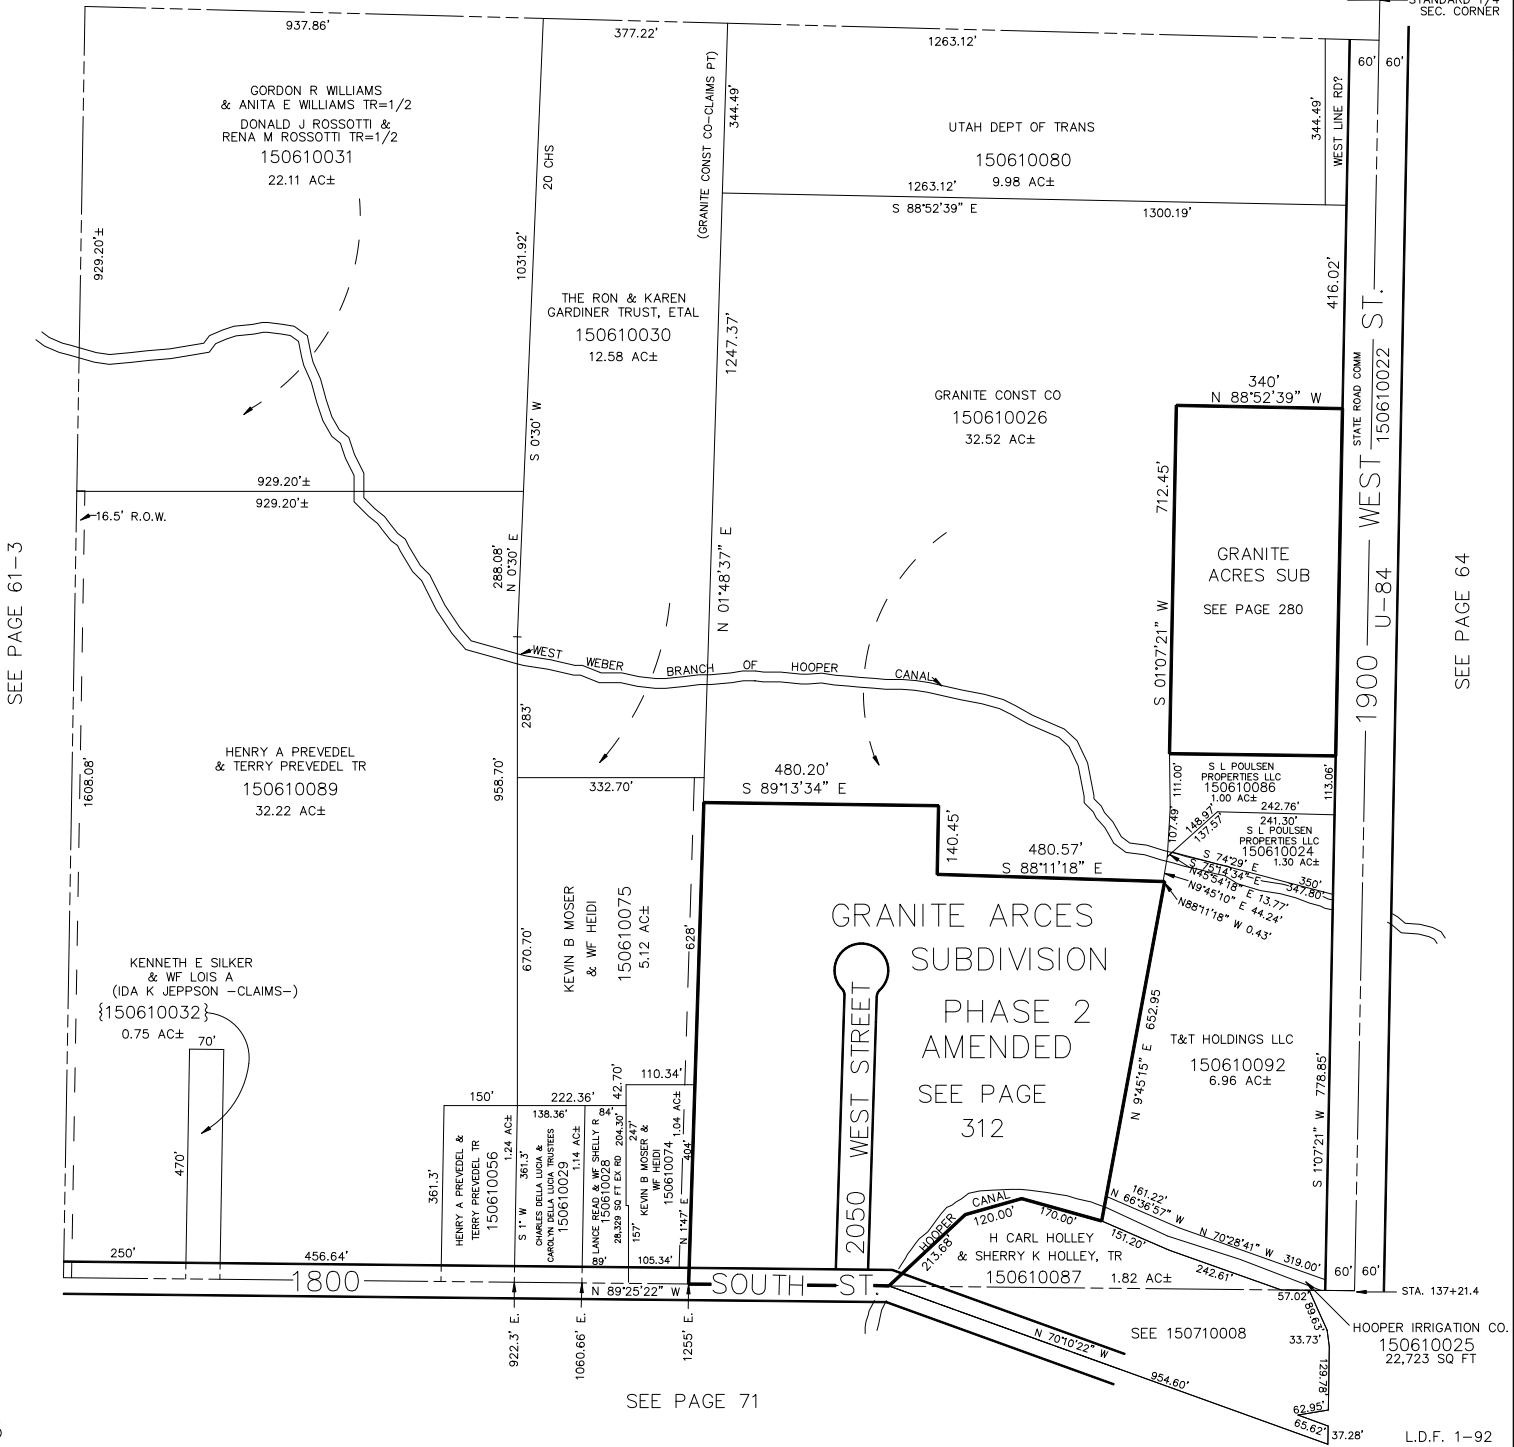 STANDARD 1/4
SEC. CORNER
937.86'
377.22'
1263.12'
60' 60'
GORDON R WILLIAMS
& ANITA E WILLIAMS TR=1/2
DONALD J ROSSOTTI &
RENA M ROSSOTTI TR=1/2
150610031
22.11 AC±
20 CHS
(GRANITE CONST CO-CLAIMS PT)
344.49'
UTAH DEPT OF TRANS
150610080
9.98 AC±
344.49'
WEST LINE RD?
1263.12'
S 88°52'39" E
1300.19'
929.20'±
1031.92'
416.02'
THE RON & KAREN
GARDINER TRUST, ETAL
150610030
12.58 AC±
1247.37'
STATE ROAD COMM
150610022
GRANITE CONST CO
150610026
32.52 AC±
340'
N 88°52'39" W
S 0°30' W
929.20'±
929.20'±
16.5' R.O.W.
712.45'
288.08'
N 0°30' E
N 01°48'37" E
GRANITE
ACRES SUB
SEE PAGE 280
S 01°07'21" W
1900 WEST ST.
U-84
SEE PAGE 61-3
SEE PAGE 64
WEST WEBER BRANCH OF HOOPER CANAL
283'
HENRY A PREVEDEL
& TERRY PREVEDEL TR
150610089
32.22 AC±
1608.08'
958.70'
332.70'
480.20'
S 89°13'34" E
140.45'
480.57'
S 88°11'18" E
111.00'
S L POULSEN
PROPERTIES LLC
150610086
1.00 AC±
113.06'
242.76'
107.49'
148.97'
137.57'
241.30'
S L POULSEN
PROPERTIES LLC
150610024
1.30 AC±
S 74°29' E
350'
S 75°14'34" E
347.80'
N45°54'18" E 13.77'
N9°45'10" E 44.24'
N88°11'18" W 0.43'
KEVIN B MOSER
& WF HEIDI
150610075
5.12 AC±
670.70'
628'
GRANITE ARCES
SUBDIVISION
PHASE 2
AMENDED
SEE PAGE
312
2050 WEST STREET
N 9°45'15" E 652.95
T&T HOLDINGS LLC
150610092
6.96 AC±
S 1°07'21" W 778.85'
KENNETH E SILKER
& WF LOIS A
(IDA K JEPPSON -CLAIMS-)
{150610032}
0.75 AC±
70'
470'
150'
222.36'
42.70'
110.34'
361.3'
HENRY A PREVEDEL &
TERRY PREVEDEL TR
150610056
1.24 AC±
S 1° W 361.3'
138.36'
CHARLES DELLA LUCIA &
CAROLYN DELLA LUCIA TRUSTEES
150610029
1.14 AC±
84'
LANCE READ & WF SHELLY R
150610028
28,329 SQ FT EX RD 204.30'
89'
247'
157'
KEVIN B MOSER &
WF HEIDI
150610074
1.04 AC±
404'
N 1°47' E
105.34'
250'
456.64'
1800 SOUTH ST.
N 89°25'22" W
922.3' E.
1060.66' E.
1255' E.
HOOPER CANAL
213.68'
120.00'
170.00'
161.22'
N 66°36'57" W
N 70°28'41" W
319.00'
151.20'
242.61'
H CARL HOLLEY
& SHERRY K HOLLEY, TR
150610087
1.82 AC±
60' 60'
STA. 137+21.4
57.02'
89.63'
33.73'
HOOPER IRRIGATION CO.
150610025
22,723 SQ FT
SEE 150710008
N 70°10'22" W
954.60'
129.78'
62.95'
65.62'
37.28'
SEE PAGE 71
L.D.F. 1-92